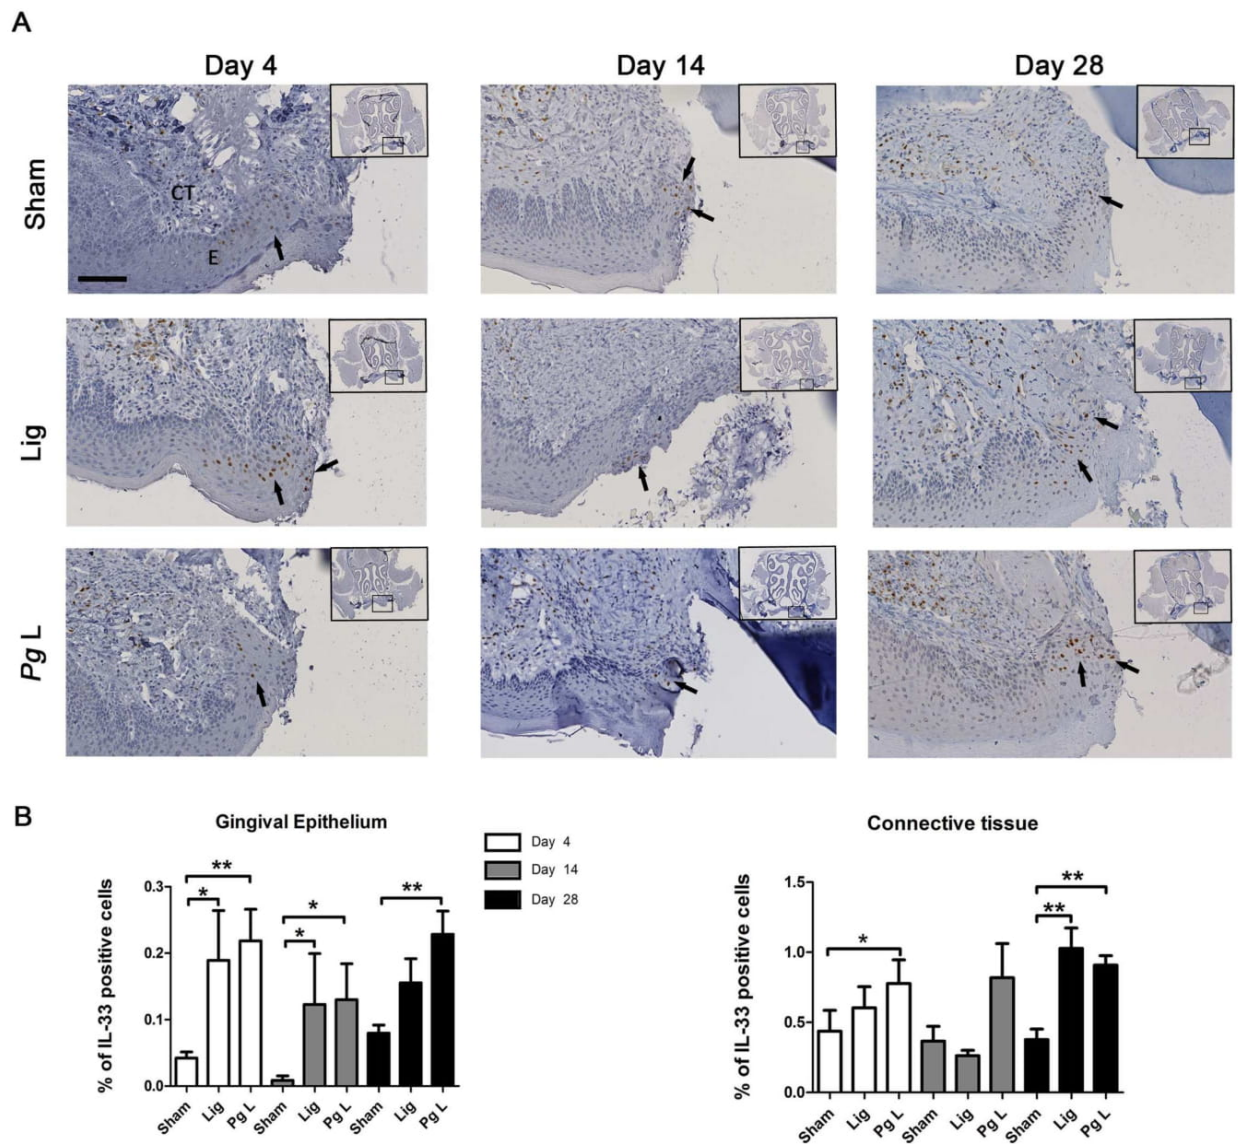 A
Day 4
Day 14
Day 28
Sham
CT
E
Lig
Pg L
B
Gingival Epithelium
% of IL-33 positive cells
0.3
0.2
0.1
0.0
**
*
*
*
**
Sham
Lig
Pg L
Sham
Lig
Pg L
Sham
Lig
Pg L
Day 4
Day 14
Day 28
Connective tissue
% of IL-33 positive cells
1.5
1.0
0.5
0.0
*
**
**
Sham
Lig
Pg L
Sham
Lig
Pg L
Sham
Lig
Pg L